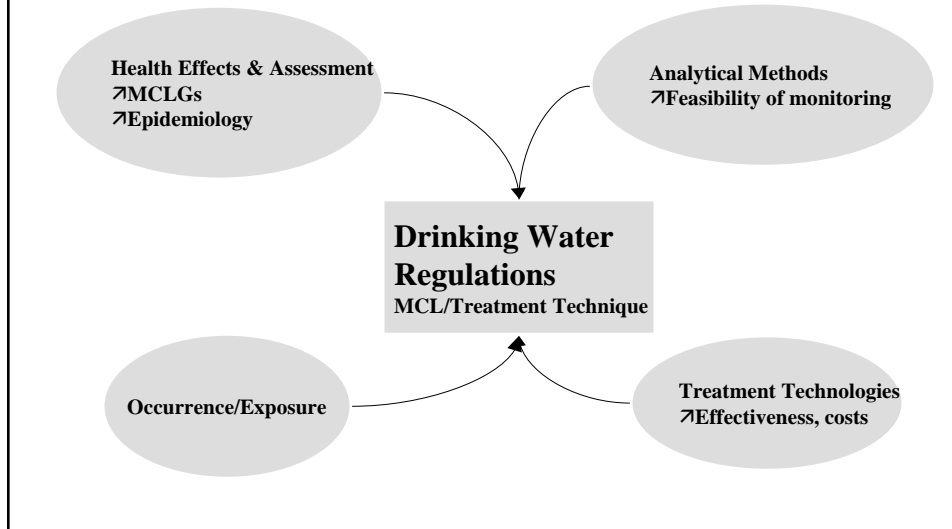 Health Effects & Assessment
↗MCLGs
↗Epidemiology
Analytical Methods
↗Feasibility of monitoring
Drinking Water
Regulations
MCL/Treatment Technique
Occurrence/Exposure
Treatment Technologies
↗Effectiveness, costs